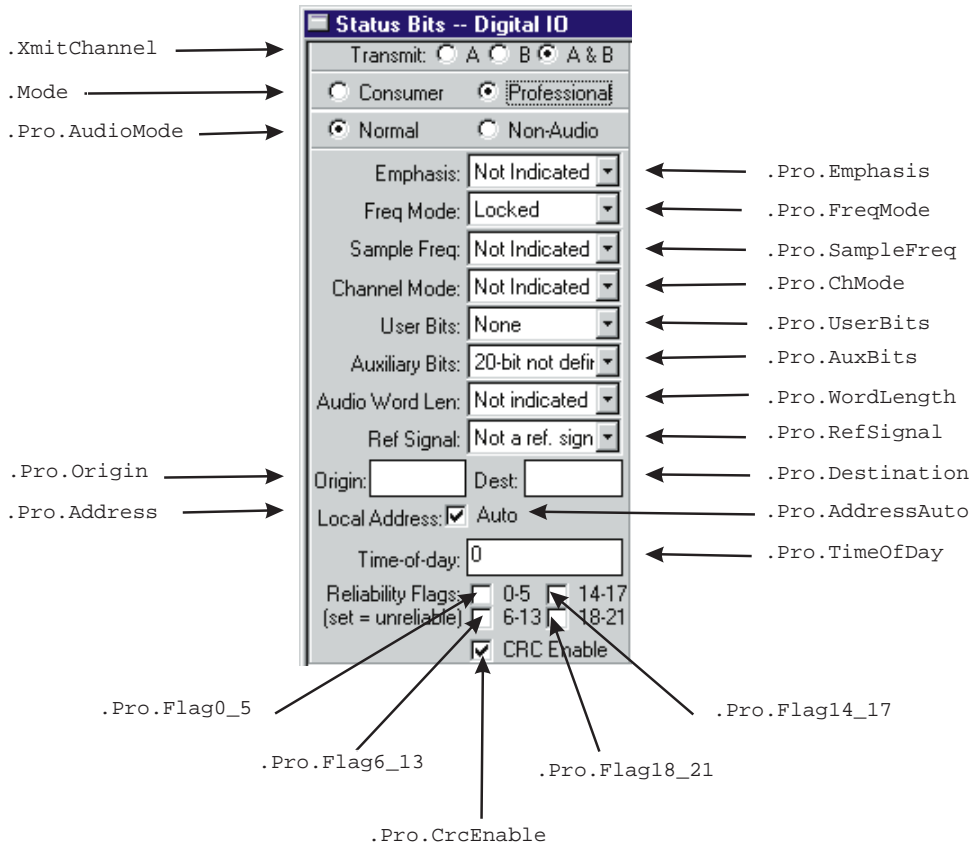 Status Bits -- Digital IO
.XmitChannel
Transmit: A B A & B
.Mode
Consumer Professional
.Pro.AudioMode
Normal Non-Audio
Emphasis: Not Indicated .Pro.Emphasis
Freq Mode: Locked .Pro.FreqMode
Sample Freq: Not Indicated .Pro.SampleFreq
Channel Mode: Not Indicated .Pro.ChMode
User Bits: None .Pro.UserBits
Auxiliary Bits: 20-bit not defir .Pro.AuxBits
Audio Word Len: Not indicated .Pro.WordLength
Ref Signal: Not a ref. sign .Pro.RefSignal
.Pro.Origin Origin: Dest: .Pro.Destination
.Pro.Address Local Address: Auto .Pro.AddressAuto
Time-of-day: 0 .Pro.TimeOfDay
Reliability Flags: 0-5 14-17
(set = unreliable) 6-13 18-21
CRC Enable
.Pro.Flag0_5 .Pro.Flag14_17
.Pro.Flag6_13 .Pro.Flag18_21
.Pro.CrcEnable